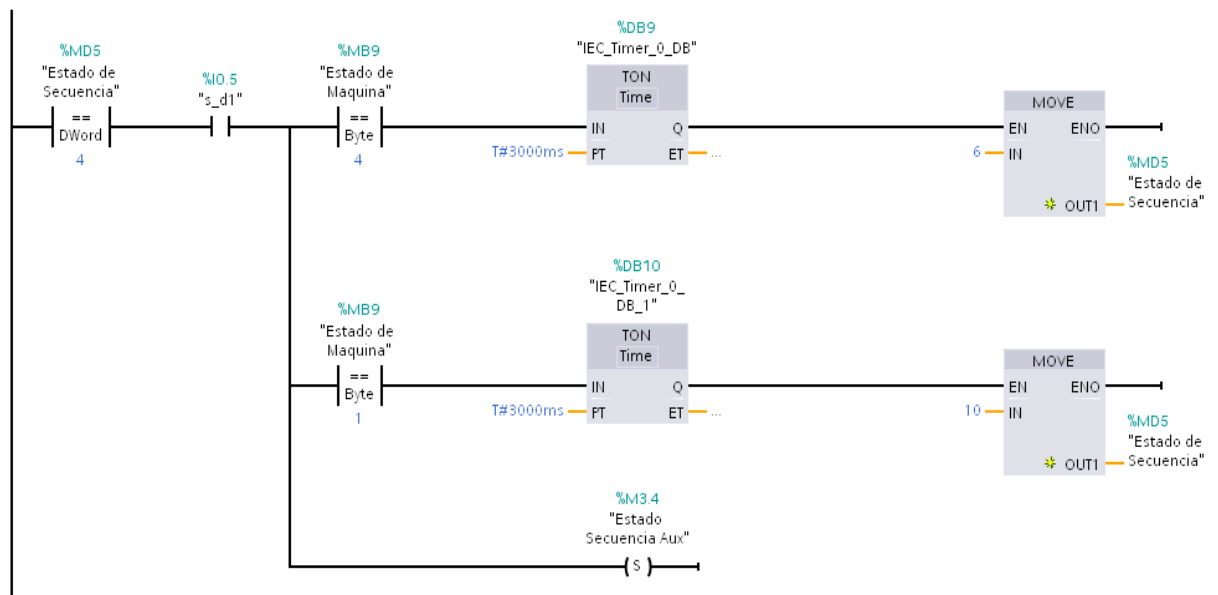 %DB9
"IEC_Timer_0_DB"
%MD5
"Estado de
Secuencia"
==
DWord
4
%I0.5
"s_d1"
%MB9
"Estado de
Maquina"
==
Byte
4
TON
Time
IN Q
T#3000ms PT ET ...
MOVE
EN ENO
6 IN
OUT1
%MD5
"Estado de
Secuencia"
%DB10
"IEC_Timer_0_
DB_1"
%MB9
"Estado de
Maquina"
==
Byte
1
TON
Time
IN Q
T#3000ms PT ET ...
MOVE
EN ENO
10 IN
OUT1
%MD5
"Estado de
Secuencia"
%M3.4
"Estado
Secuencia Aux"
( S )